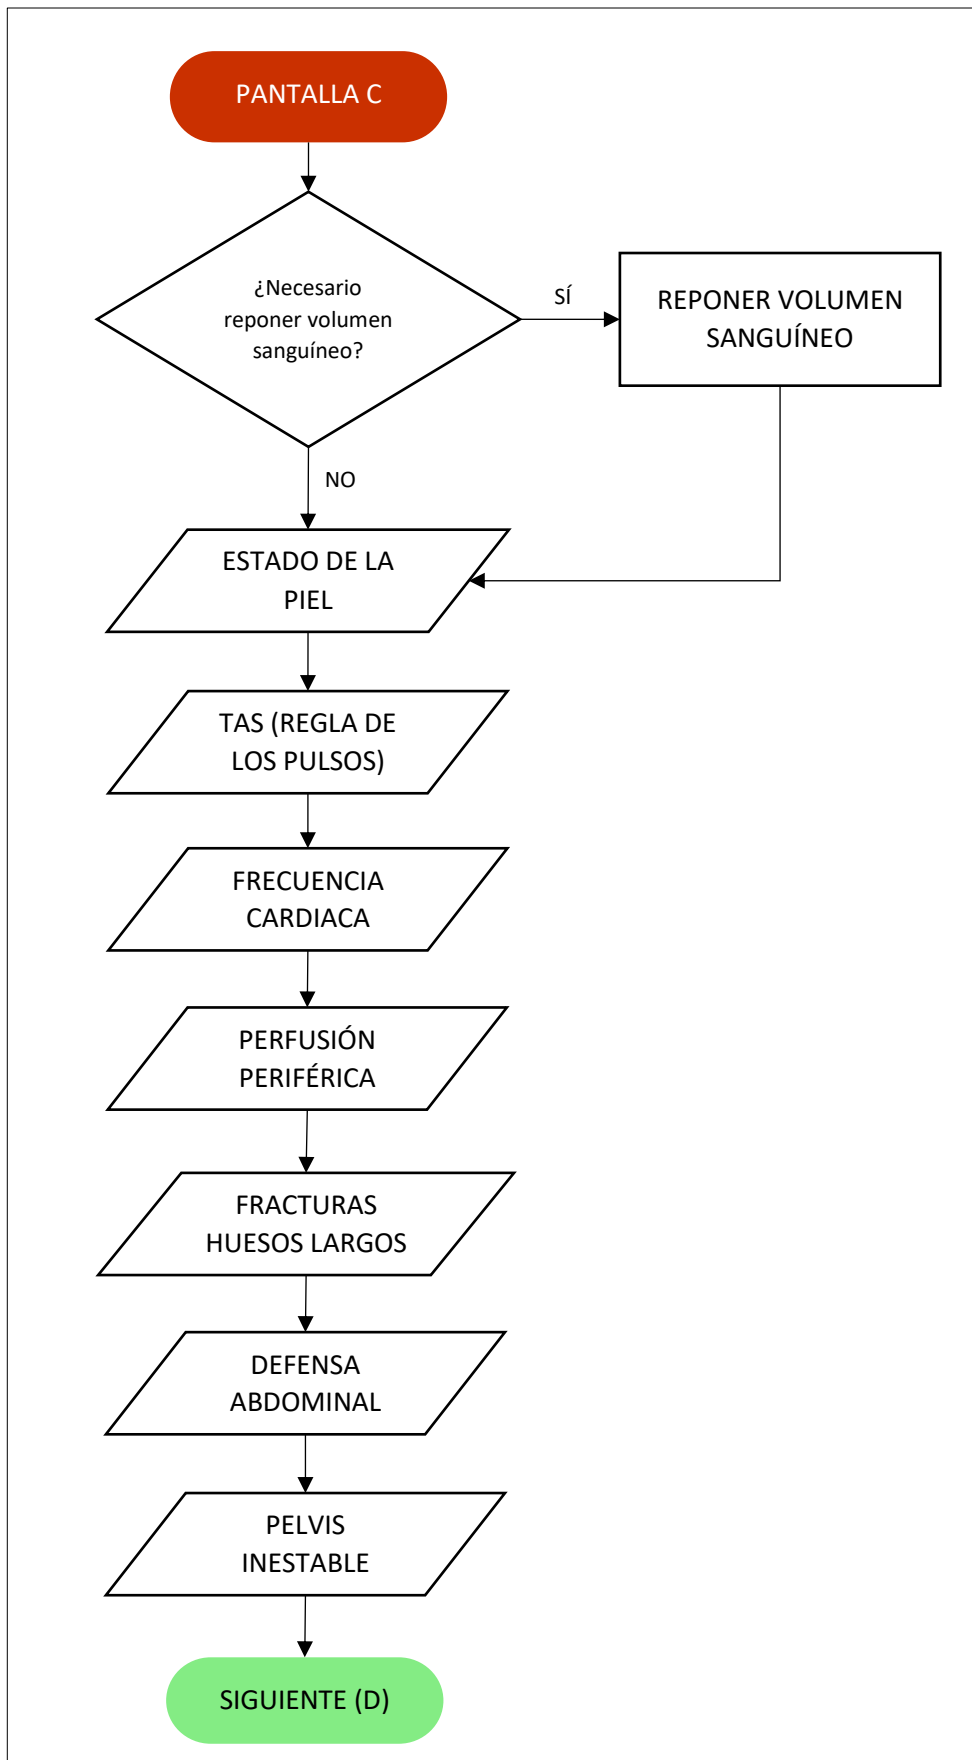 PANTALLA C
¿Necesario
reponer volumen
sanguíneo?
SÍ
REPONER VOLUMEN
SANGUÍNEO
NO
ESTADO DE LA
PIEL
TAS (REGLA DE
LOS PULSOS)
FRECUENCIA
CARDIACA
PERFUSIÓN
PERIFÉRICA
FRACTURAS
HUESOS LARGOS
DEFENSA
ABDOMINAL
PELVIS
INESTABLE
SIGUIENTE (D)